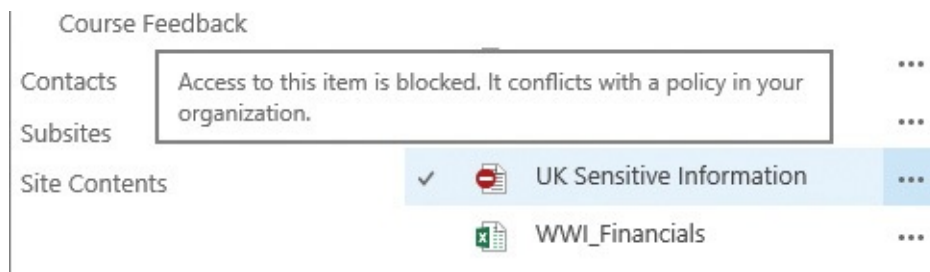 Course Feedback
Contacts
Access to this item is blocked. It conflicts with a policy in your
organization.
Subsites
Site Contents
UK Sensitive Information
WWI_Financials